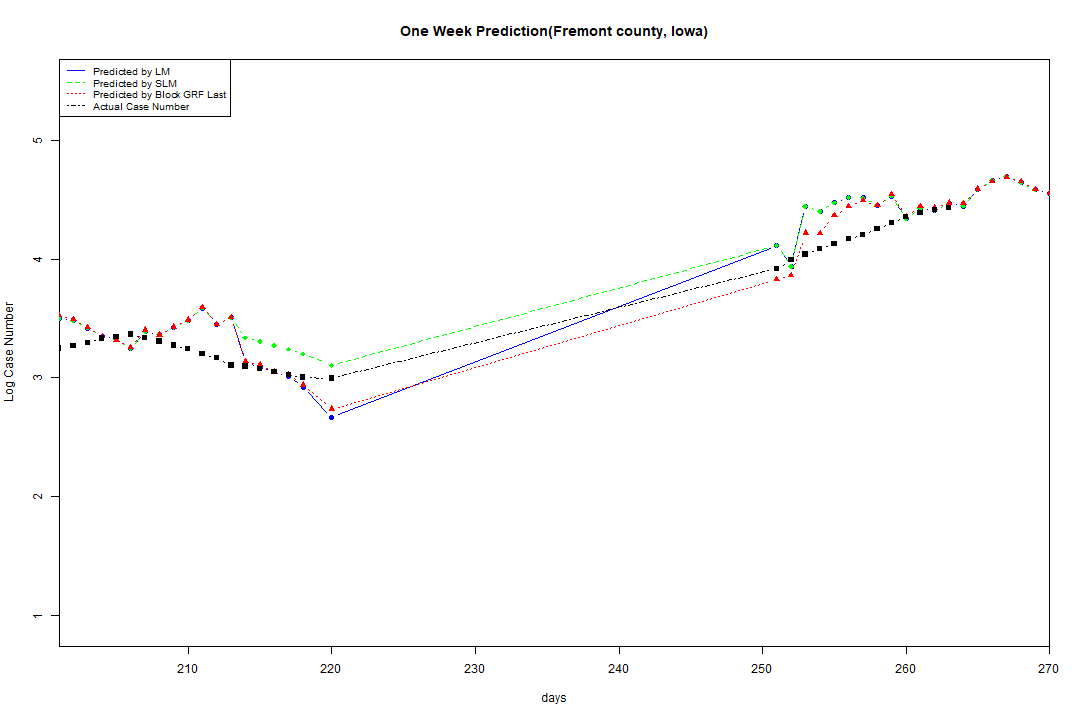 One Week Prediction(Fremont county, Iowa)
Predicted by LM
Predicted by SLM
Predicted by Block GRF Last
Actual Case Number
5
4
3
2
1
Log Case Number
210 220 230 240 250 260 270
days